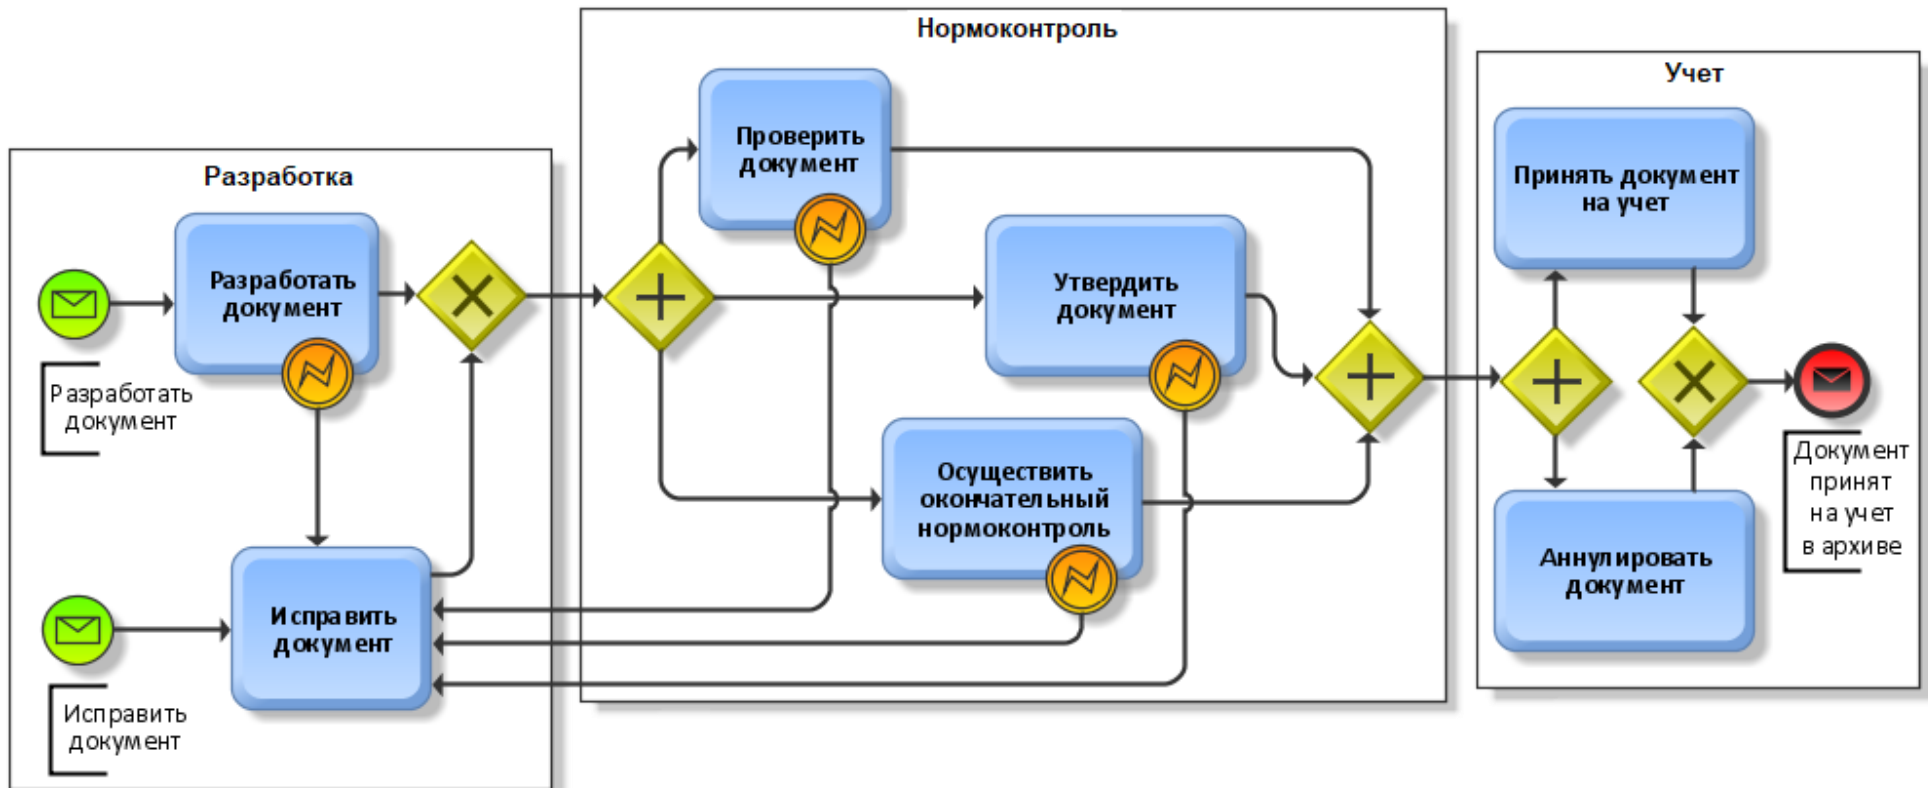 Разработка
Разработать
документ
Разработать
документ
Исправить
документ
Исправить
документ
Нормоконтроль
Проверить
документ
Утвердить
документ
Осуществить
окончательный
нормоконтроль
Учет
Принять документ
на учет
Документ
принят
на учет
в архиве
Аннулировать
документ